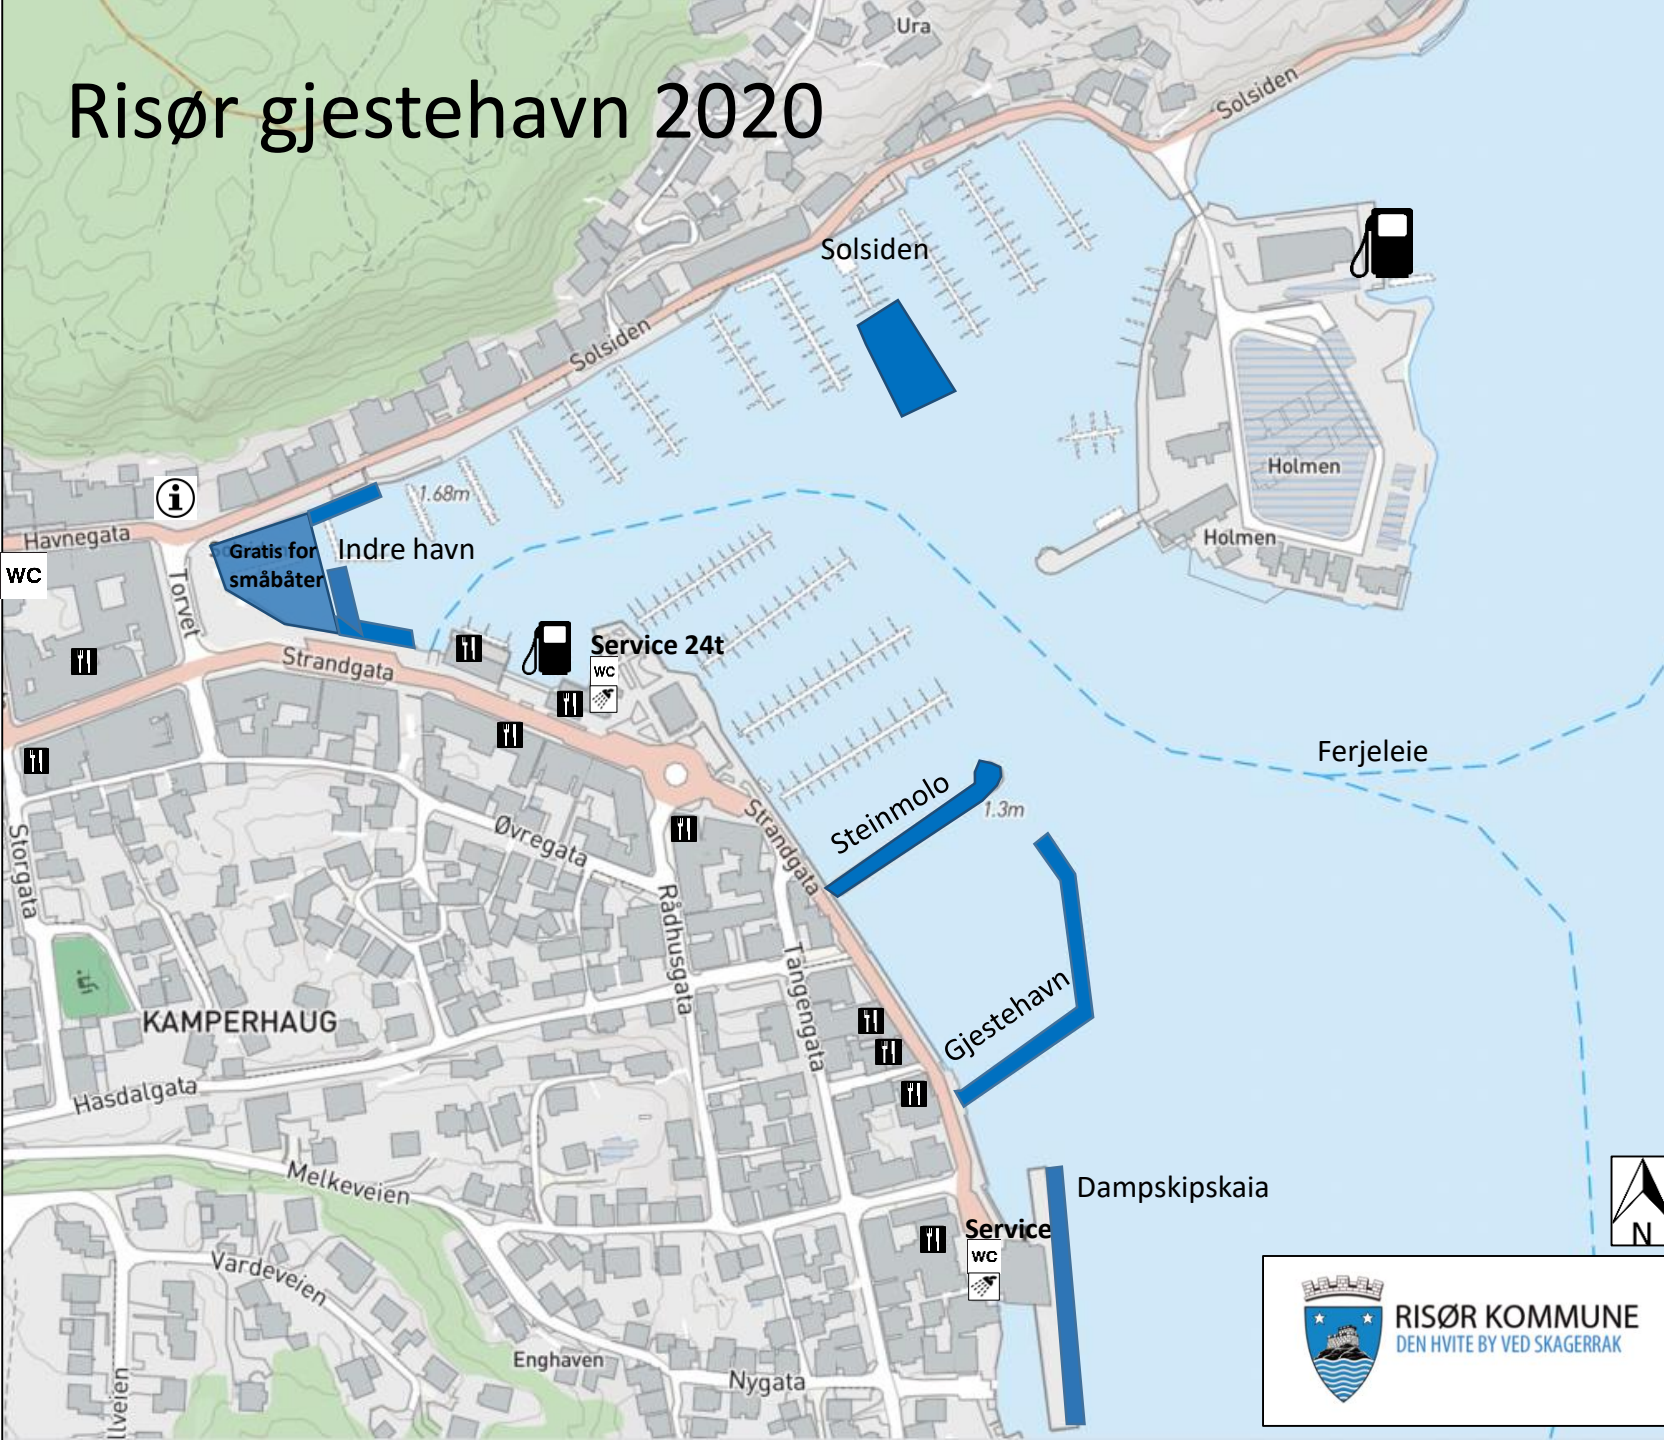 Risør gjestehavn 2020
Ura
Solsiden
Solsiden
Solsiden
Holmen
Holmen
1.68m
Havnegata
Gratis for
småbåter
Indre havn
WC
Torvet
Strandgata
Service 24t
WC
Ferjeleie
Steinmolo
1.3m
Strandgata
Øvregata
Storgata
Rådhusgata
Tangengata
Gjestehavn
KAMPERHAUG
Hasdalgata
Melkeveien
Dampskipskaia
Service
WC
N
Vardeveien
Enghaven
Nygata
RISØR KOMMUNE
DEN HVITE BY VED SKAGERRAK